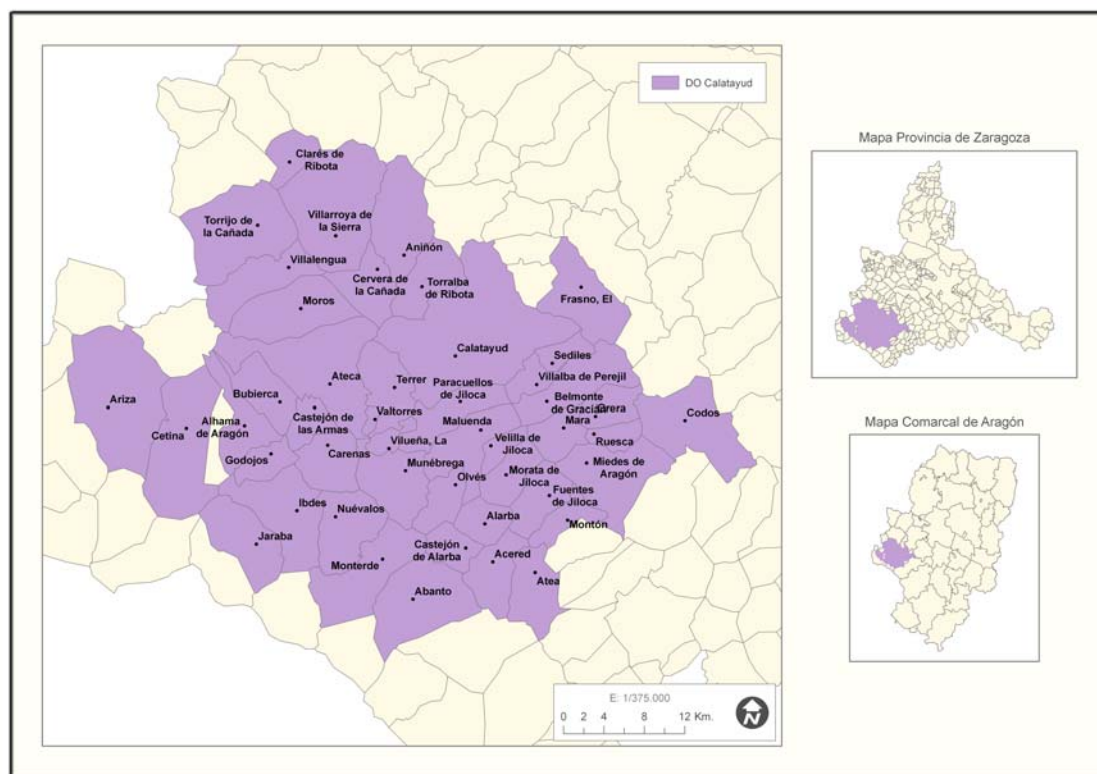 DO Calatayud
Mapa Provincia de Zaragoza
Clarés de
Ribota
Torrijo de
la Cañada
Villarroya de
la Sierra
Aniñón
Villalengua
Cervera de
la Cañada
Torralba
de Ribota
Frasno, El
Moros
Calatayud
Sediles
Ateca
Terrer
Paracuellos
de Jiloca
Villalba de Perejil
Ariza
Bubierca
Castejón de
las Armas
Valtorres
Belmonte
de Gracián
Orera
Mara
Codos
Cetina
Alhama
de Aragón
Maluenda
Velilla de
Jiloca
Ruesca
Godojos
Carenas
Vilueña, La
Munébrega
Olvés
Morata de
Jiloca
Miedes de
Aragón
Ibdes
Nuévalos
Fuentes
de Jiloca
Alarba
Montón
Jaraba
Monterde
Castejón
de Alarba
Acered
Atea
Abanto
Mapa Comarcal de Aragón
E: 1/375.000
0 2 4 8 12 Km.
N